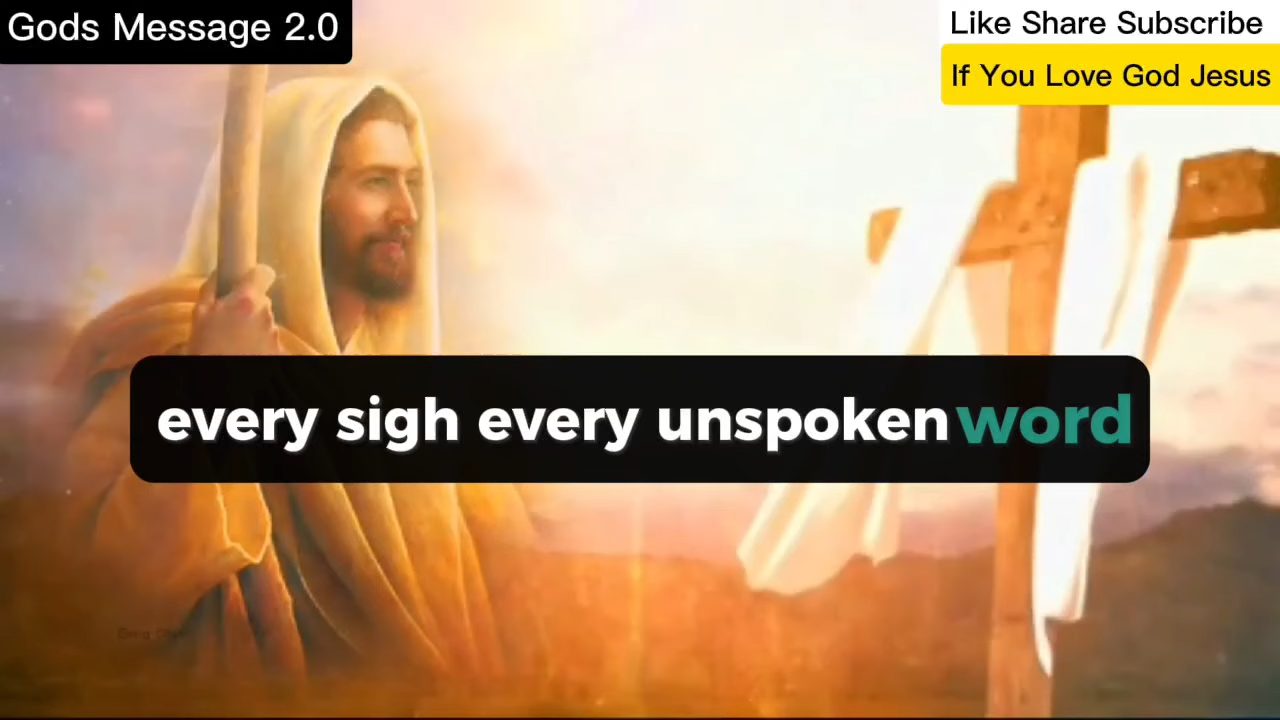 Gods Message 2.0
Like Share Subscribe
If You Love God Jesus
every sigh every unspoken word